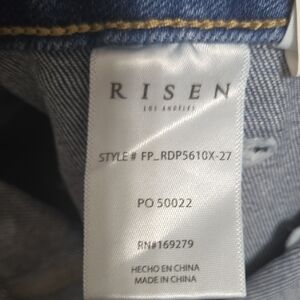 RISEN
LOS ANGELES
STYLE # FP_RDP5610X-27
PO 50022
RN#169279
HECHO EN CHINA
MADE IN CHINA